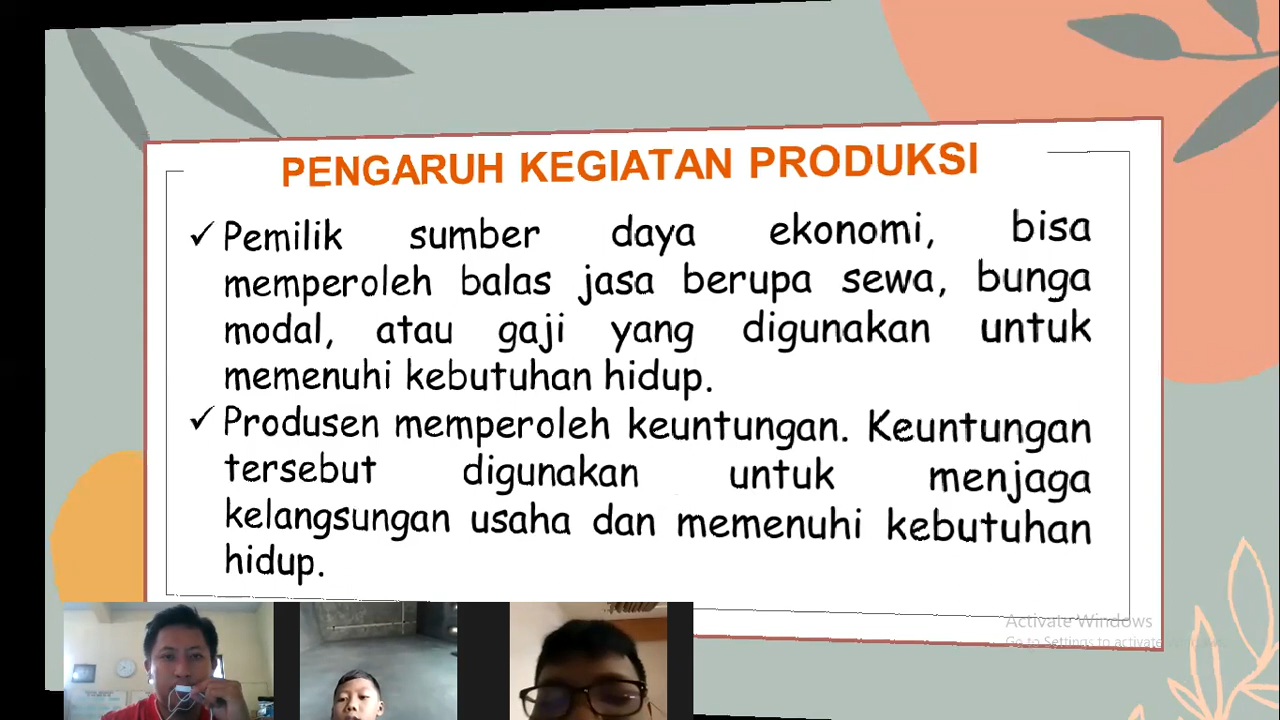 PENGARUH KEGIATAN PRODUKSI
✓ Pemilik sumber daya ekonomi, bisa
memperoleh balas jasa berupa sewa, bunga
modal, atau gaji yang digunakan untuk
memenuhi kebutuhan hidup.
✓ Produsen memperoleh keuntungan. Keuntungan
tersebut digunakan untuk menjaga
kelangsungan usaha dan memenuhi kebutuhan
hidup.
Activate Windows
Go to Settings to activate